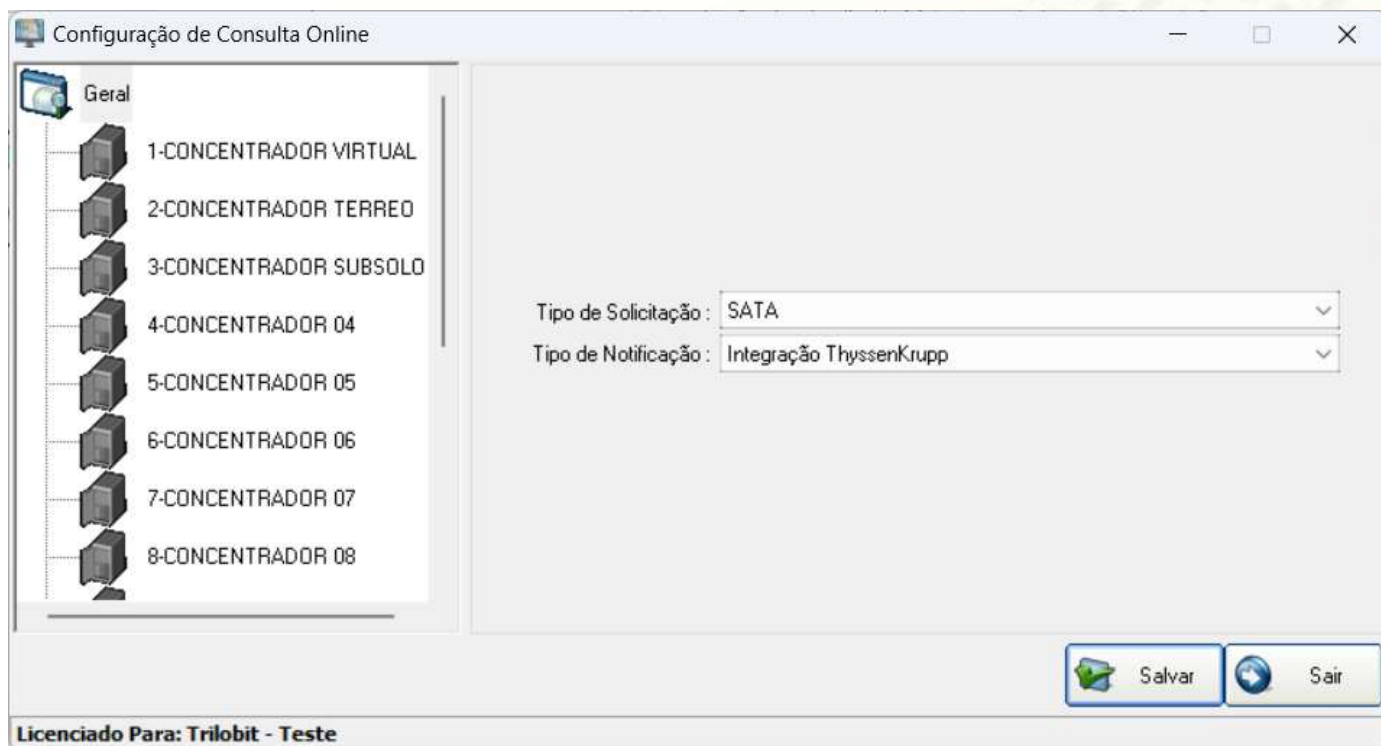 Configuração de Consulta Online
Geral
1-CONCENTRADOR VIRTUAL
2-CONCENTRADOR TERREO
3-CONCENTRADOR SUBSOLO
4-CONCENTRADOR 04
5-CONCENTRADOR 05
6-CONCENTRADOR 06
7-CONCENTRADOR 07
8-CONCENTRADOR 08
Tipo de Solicitação : SATA
Tipo de Notificação : Integração ThyssenKrupp
Salvar Sair
Licenciado Para: Trilobit - Teste